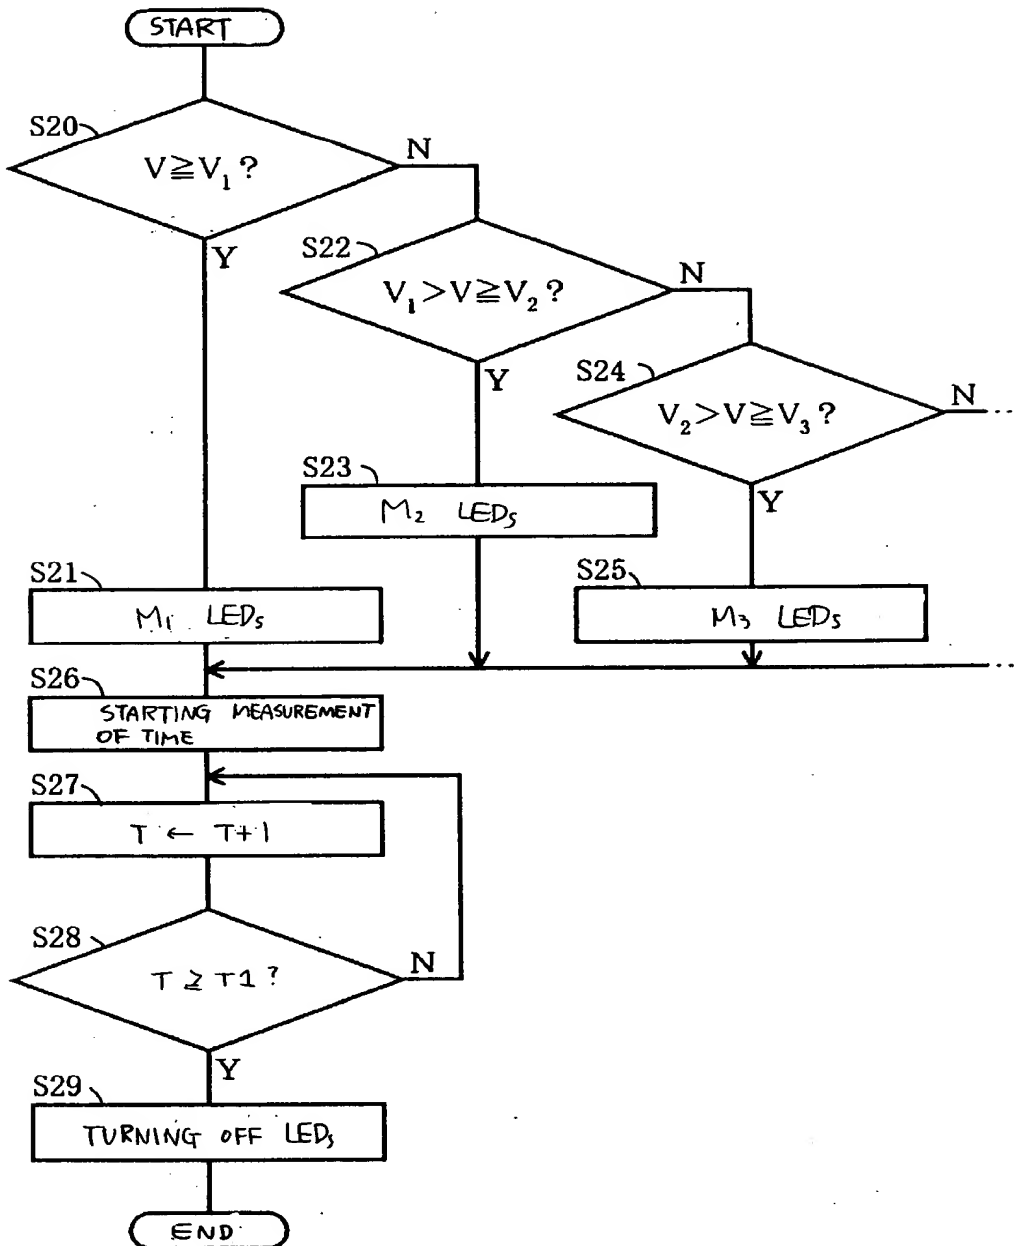 START
S20
V≧V₁?
N
Y
S22
V₁>V≧V₂?
N
Y
S24
V₂>V≧V₃?
N
...
Y
S23
M₂ LEDs
S21
M₁ LEDs
S25
M₃ LEDs
...
S26
STARTING MEASUREMENT
OF TIME
S27
T ← T+1
S28
T ≧ T1?
N
Y
S29
TURNING OFF LEDs
END